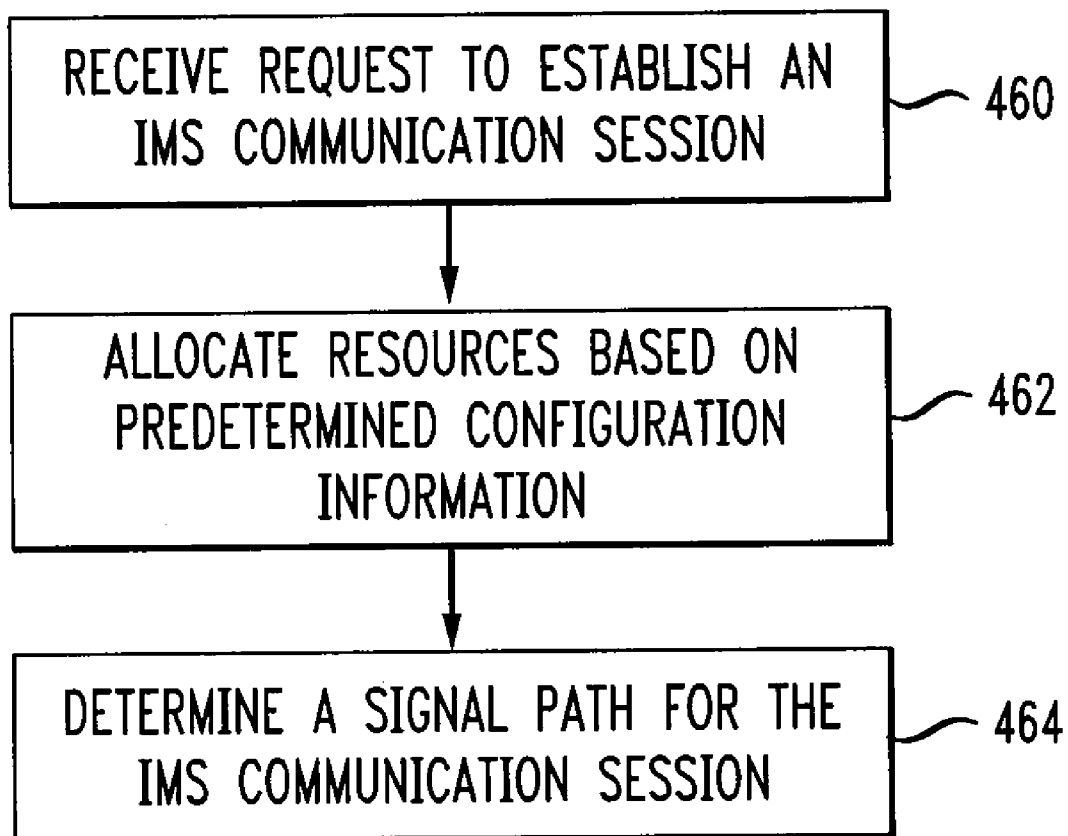 RECEIVE REQUEST TO ESTABLISH AN
IMS COMMUNICATION SESSION
460
ALLOCATE RESOURCES BASED ON
PREDETERMINED CONFIGURATION
INFORMATION
462
DETERMINE A SIGNAL PATH FOR THE
IMS COMMUNICATION SESSION
464